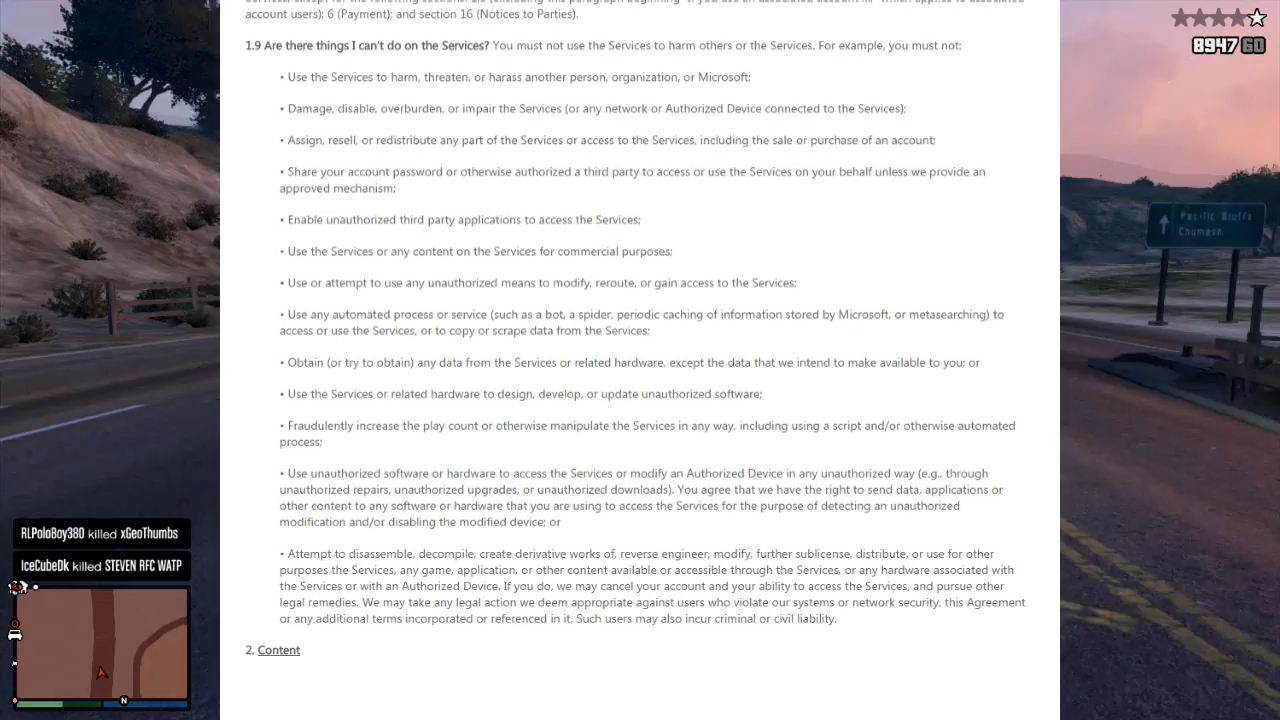 account users); 6 (Payment); and section 16 (Notices to Parties).
1.9 Are there things I can't do on the Services? You must not use the Services to harm others or the Services. For example, you must not:
• Use the Services to harm, threaten, or harass another person, organization, or Microsoft;
• Damage, disable, overburden, or impair the Services (or any network or Authorized Device connected to the Services);
• Assign, resell, or redistribute any part of the Services or access to the Services, including the sale or purchase of an account;
• Share your account password or otherwise authorized a third party to access or use the Services on your behalf unless we provide an
approved mechanism;
• Enable unauthorized third party applications to access the Services;
• Use the Services or any content on the Services for commercial purposes;
• Use or attempt to use any unauthorized means to modify, reroute, or gain access to the Services;
• Use any automated process or service (such as a bot, a spider, periodic caching of information stored by Microsoft, or metasearching) to
access or use the Services, or to copy or scrape data from the Services;
• Obtain (or try to obtain) any data from the Services or related hardware, except the data that we intend to make available to you; or
• Use the Services or related hardware to design, develop, or update unauthorized software;
• Fraudulently increase the play count or otherwise manipulate the Services in any way, including using a script and/or otherwise automated
process;
• Use unauthorized software or hardware to access the Services or modify an Authorized Device in any unauthorized way (e.g., through
unauthorized repairs, unauthorized upgrades, or unauthorized downloads). You agree that we have the right to send data, applications or
other content to any software or hardware that you are using to access the Services for the purpose of detecting an unauthorized
modification and/or disabling the modified device; or
• Attempt to disassemble, decompile, create derivative works of, reverse engineer, modify, further sublicense, distribute, or use for other
purposes the Services, any game, application, or other content available or accessible through the Services, or any hardware associated with
the Services or with an Authorized Device. If you do, we may cancel your account and your ability to access the Services, and pursue other
legal remedies. We may take any legal action we deem appropriate against users who violate our systems or network security, this Agreement
or any additional terms incorporated or referenced in it. Such users may also incur criminal or civil liability.
2. Content
8947 60
Pacific Bluffs
Chumash
RLPoloBoy380 killed xGeoThumbs
IceCubeDk killed STEVEN RFC WATP
N